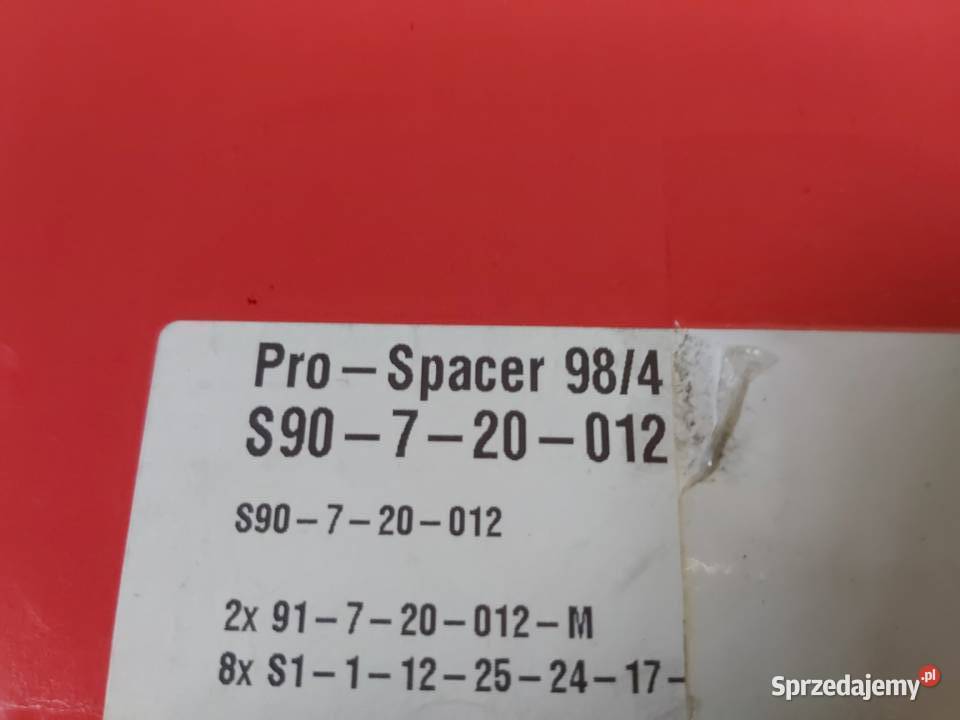 Pro-Spacer 98/4
S90-7-20-012
S90-7-20-012
2x 91-7-20-012-M
8x S1-1-12-25-24-17-
Sprzedajemy.pl